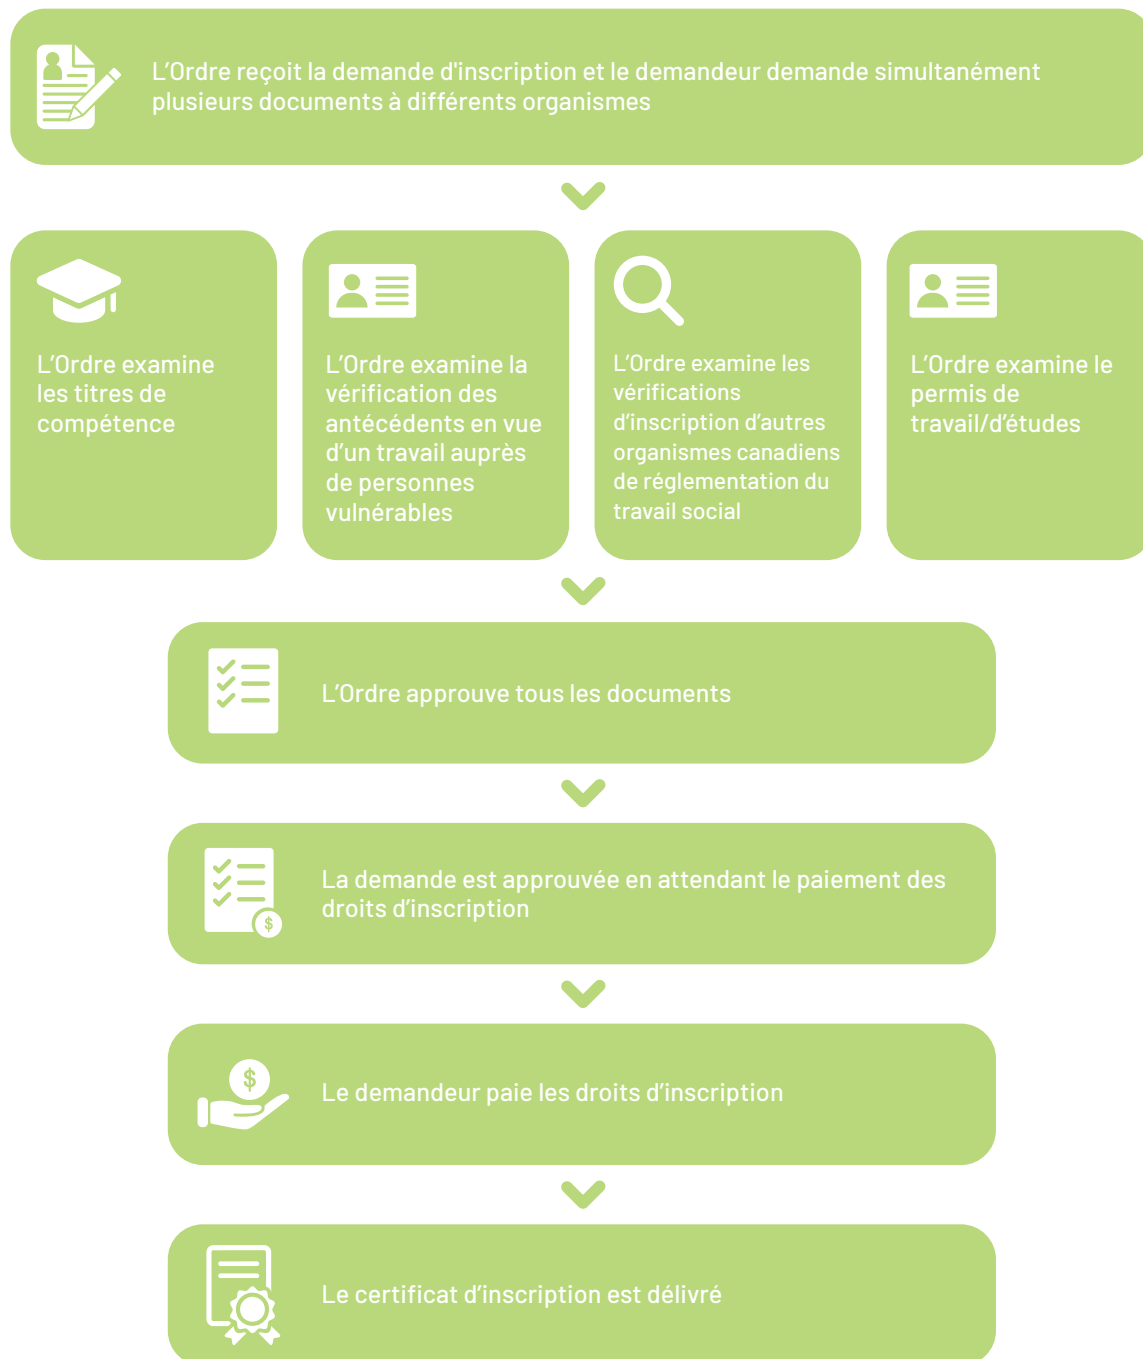 L’Ordre reçoit la demande d'inscription et le demandeur demande simultanément
plusieurs documents à différents organismes
L’Ordre examine
les titres de
compétence
L’Ordre examine la
vérification des
antécédents en vue
d’un travail auprès
de personnes
vulnérables
L’Ordre examine les
vérifications
d’inscription d’autres
organismes canadiens
de réglementation du
travail social
L’Ordre examine le
permis de
travail/d’études
L’Ordre approuve tous les documents
La demande est approuvée en attendant le paiement des
droits d’inscription
$
$
Le demandeur paie les droits d’inscription
Le certificat d’inscription est délivré